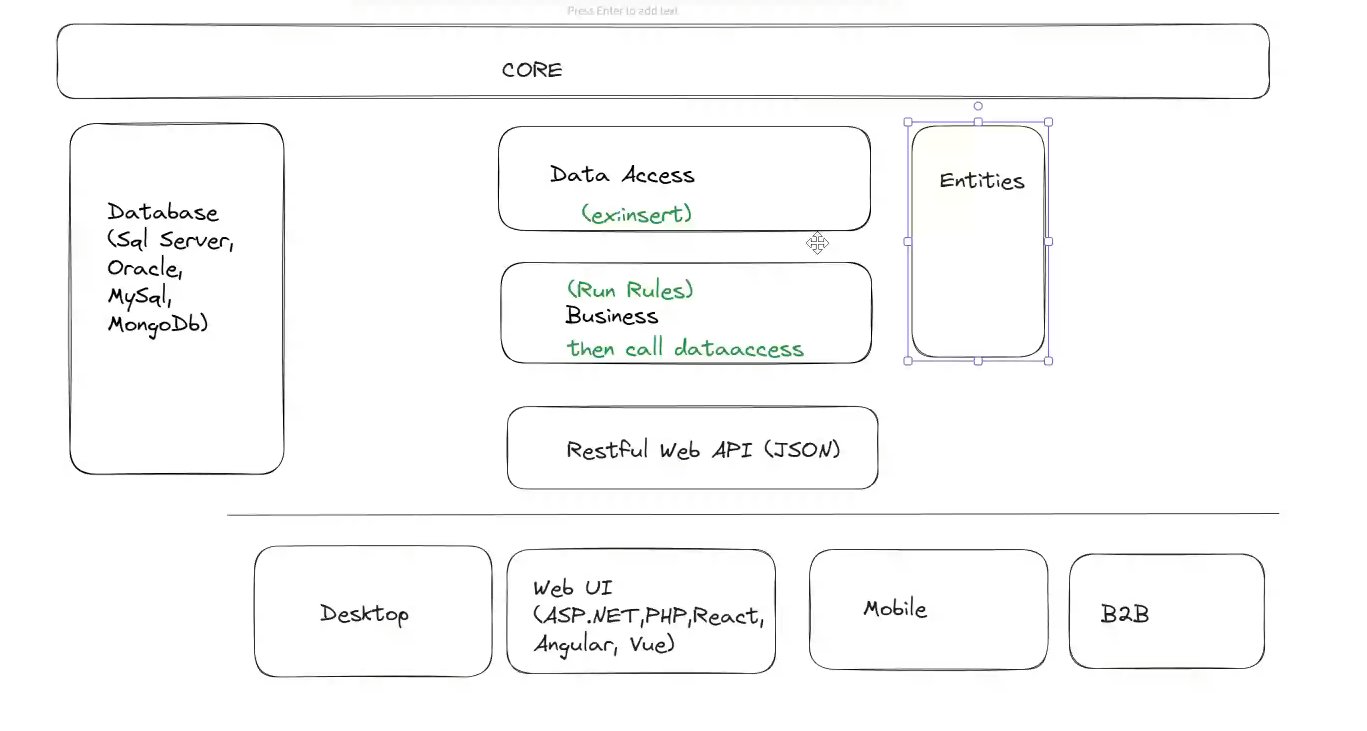 Press Enter to add text
CORE
Data Access
(ex:insert)
Entities
Database
(Sql Server,
Oracle,
MySql,
MongoDb)
(Run Rules)
Business
then call dataaccess
Restful Web API (JSON)
Desktop
Web UI
(ASP.NET,PHP,React,
Angular, Vue)
Mobile
B2B